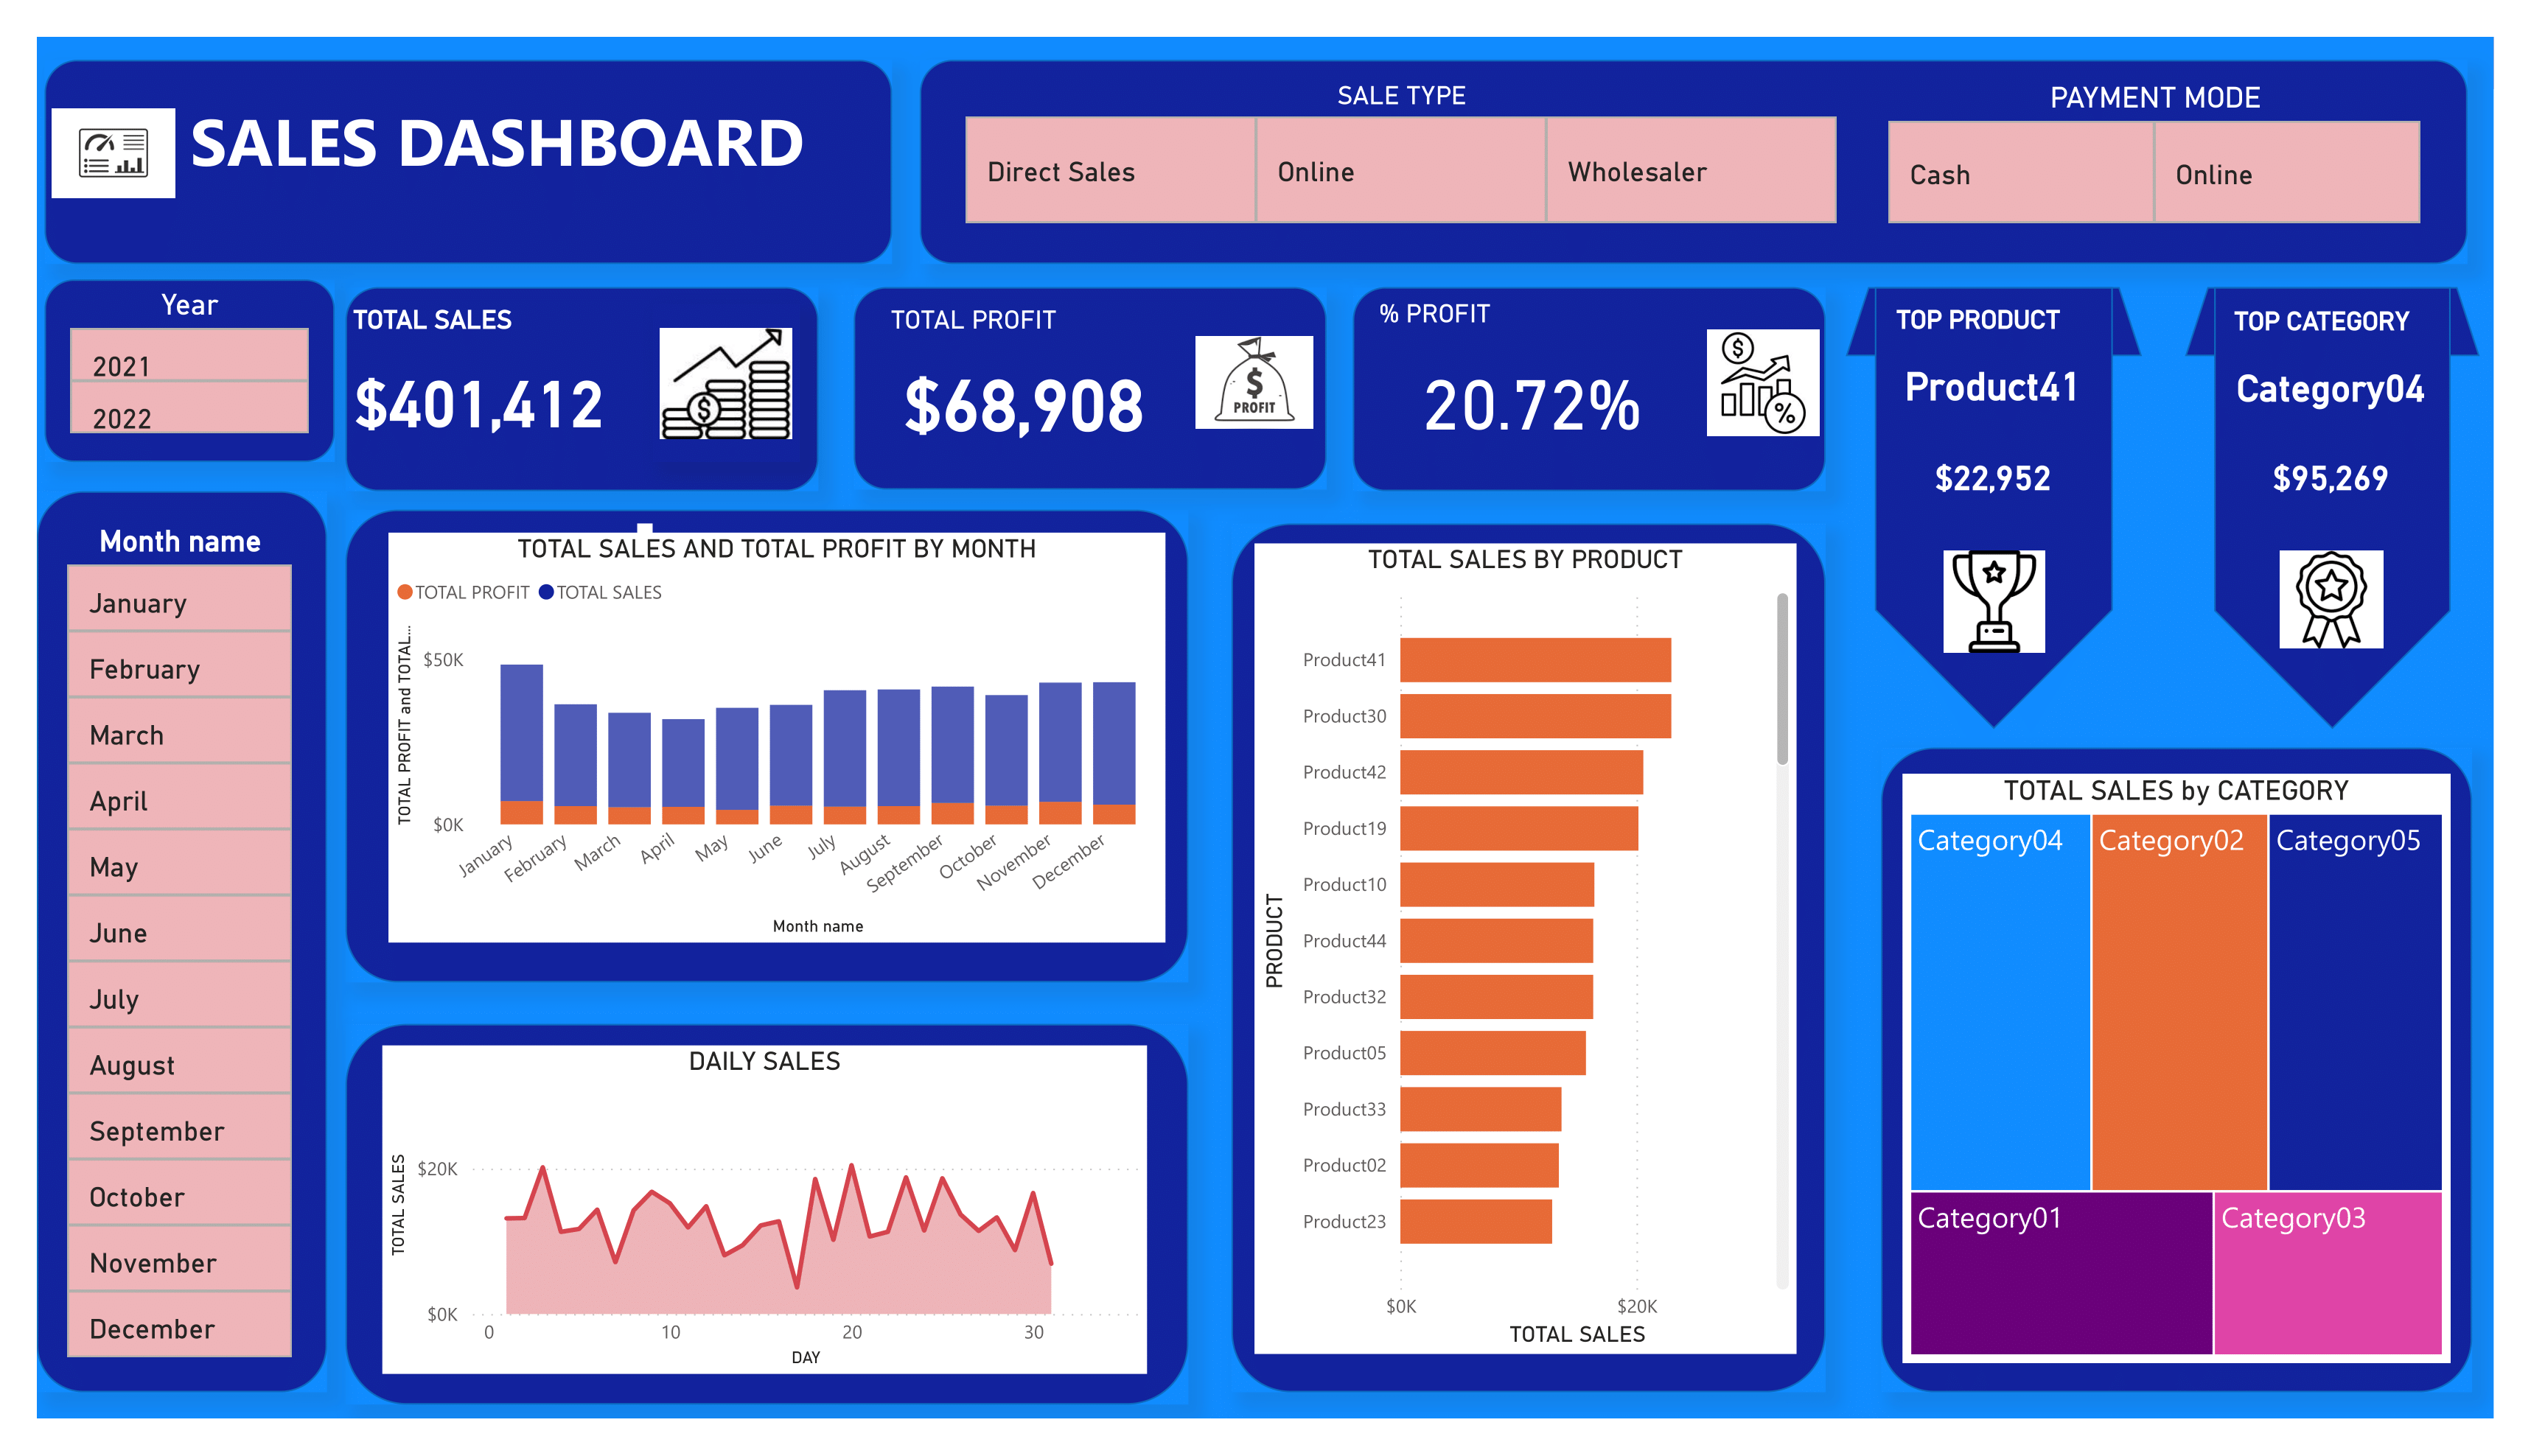 SALES DASHBOARD
SALE TYPE
Direct Sales
Online
Wholesaler
PAYMENT MODE
Cash
Online
Year
2021
2022
TOTAL SALES
$401,412
TOTAL PROFIT
$68,908
$
PROFIT
% PROFIT
20.72%
TOP PRODUCT
Product41
$22,952
TOP CATEGORY
Category04
$95,269
Month name
January
February
March
April
May
June
July
August
September
October
November
December
TOTAL SALES AND TOTAL PROFIT BY MONTH
TOTAL PROFIT
TOTAL SALES
TOTAL PROFIT and TOTAL...
$50K
$0K
January
February
March
April
May
June
July
August
September
October
November
December
Month name
DAILY SALES
TOTAL SALES
$20K
$0K
0
10
20
30
DAY
TOTAL SALES BY PRODUCT
PRODUCT
Product41
Product30
Product42
Product19
Product10
Product44
Product32
Product05
Product33
Product02
Product23
$0K
$20K
TOTAL SALES
TOTAL SALES by CATEGORY
Category04
Category02
Category05
Category01
Category03